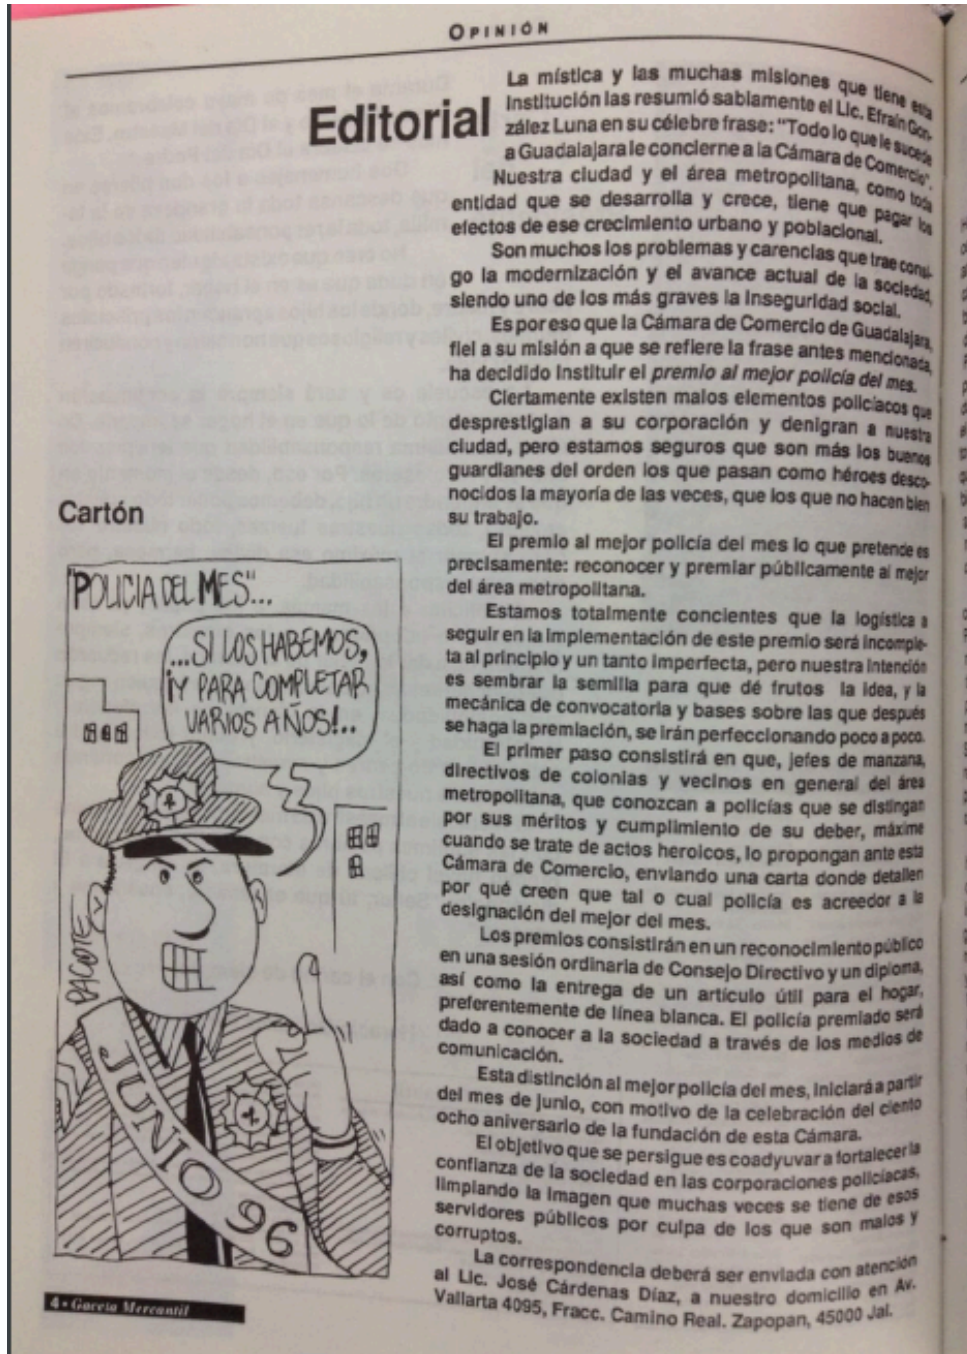 OPINIÓN
Editorial
La mística y las muchas misiones que tiene esta
Institución las resumió sabiamente el Lic. Efraín Gon-
zález Luna en su célebre frase: "Todo lo que le sucede
a Guadalajara le concierne a la Cámara de Comercio".
Nuestra ciudad y el área metropolitana, como toda
entidad que se desarrolla y crece, tiene que pagar los
efectos de ese crecimiento urbano y poblacional.
Son muchos los problemas y carencias que trae consi-
go la modernización y el avance actual de la sociedad,
siendo uno de los más graves la inseguridad social.
Es por eso que la Cámara de Comercio de Guadalajara,
fiel a su misión a que se refiere la frase antes mencionada,
ha decidido instituir el premio al mejor policía del mes.
Ciertamente existen malos elementos policíacos que
desprestigian a su corporación y denigran a nuestra
ciudad, pero estamos seguros que son más los buenos
guardianes del orden los que pasan como héroes desco-
nocidos la mayoría de las veces, que los que no hacen bien
su trabajo.
El premio al mejor policía del mes lo que pretende es
precisamente: reconocer y premiar públicamente al mejor
del área metropolitana.
Estamos totalmente concientes que la logística a
seguir en la implementación de este premio será incomple-
ta al principio y un tanto imperfecta, pero nuestra intención
es sembrar la semilla para que dé frutos la idea, y la
mecánica de convocatoria y bases sobre las que después
se haga la premiación, se irán perfeccionando poco a poco.
El primer paso consistirá en que, jefes de manzana,
directivos de colonias y vecinos en general del área
metropolitana, que conozcan a policías que se distingan
por sus méritos y cumplimiento de su deber, máxime
cuando se trate de actos heroicos, lo propongan ante esta
Cámara de Comercio, enviando una carta donde detallen
por qué creen que tal o cual policía es acreedor a la
designación del mejor del mes.
Los premios consistirán en un reconocimiento público
en una sesión ordinaria de Consejo Directivo y un diploma,
así como la entrega de un artículo útil para el hogar,
preferentemente de línea blanca. El policía premiado será
dado a conocer a la sociedad a través de los medios de
comunicación.
Esta distinción al mejor policía del mes, iniciará a partir
del mes de junio, con motivo de la celebración del ciento
ocho aniversario de la fundación de esta Cámara.
El objetivo que se persigue es coadyuvar a fortalecer la
confianza de la sociedad en las corporaciones policíacas,
limpiando la imagen que muchas veces se tiene de esos
servidores públicos por culpa de los que son malos y
corruptos.
La correspondencia deberá ser enviada con atención
al Lic. José Cárdenas Díaz, a nuestro domicilio en Av.
Vallarta 4095, Fracc. Camino Real. Zapopan, 45000 Jal.
Cartón
"POLICIA DEL MES"...
...SI LOS HABEMOS,
¡Y PARA COMPLETAR
VARIOS AÑOS!..
PACOTE
JUNIO 96
4 • Gaceta Mercantil